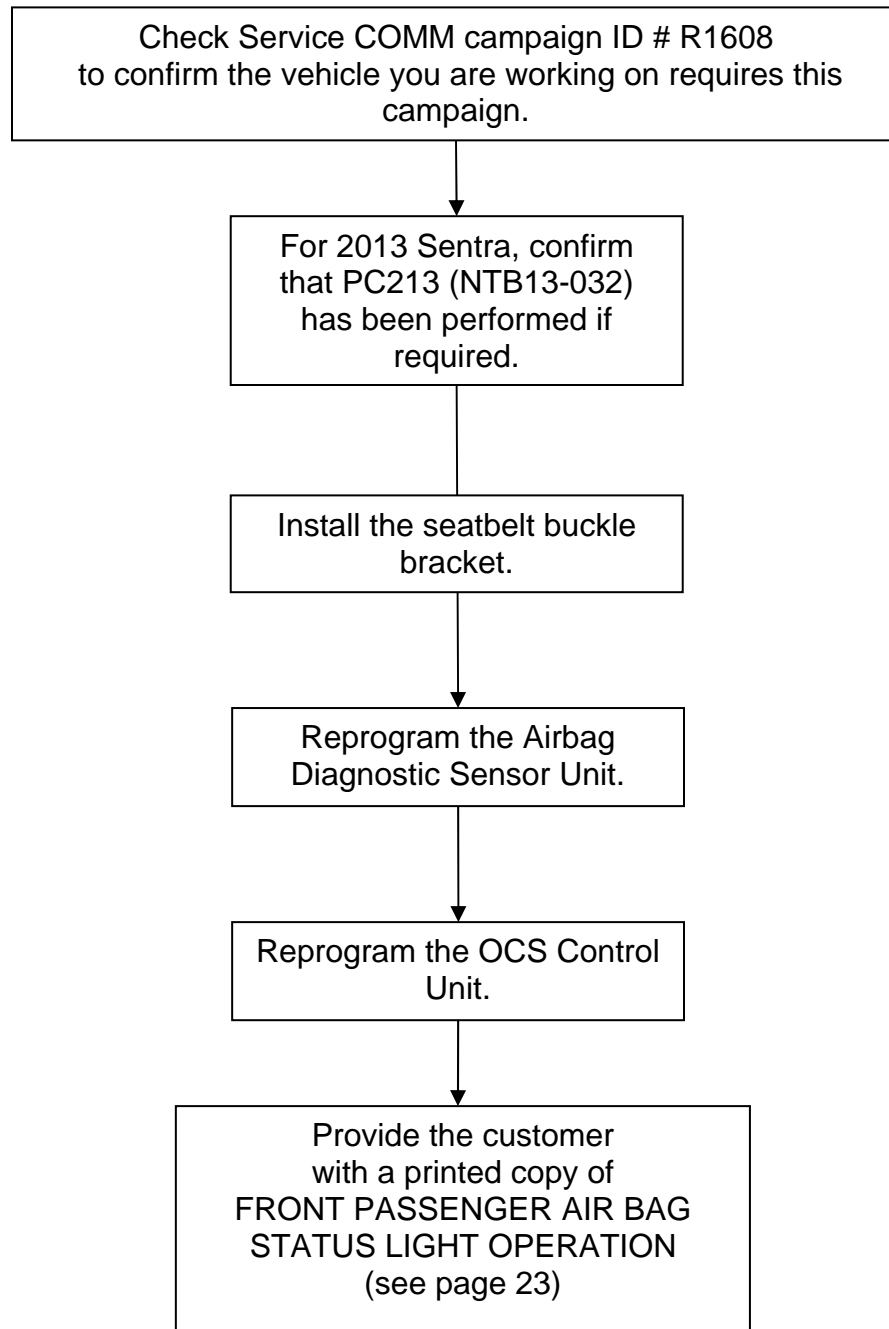 Check Service COMM campaign ID # R1608
to confirm the vehicle you are working on requires this
campaign.
For 2013 Sentra, confirm
that PC213 (NTB13-032)
has been performed if
required.
Install the seatbelt buckle
bracket.
Reprogram the Airbag
Diagnostic Sensor Unit.
Reprogram the OCS Control
Unit.
Provide the customer
with a printed copy of
FRONT PASSENGER AIR BAG
STATUS LIGHT OPERATION
(see page 23)